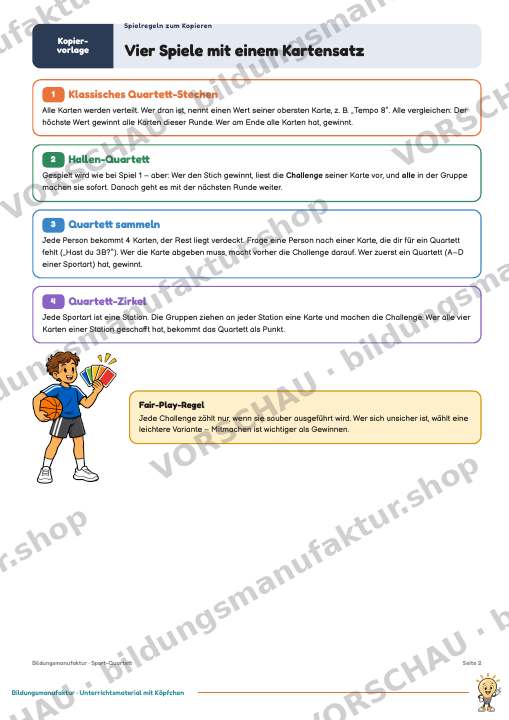 Spielregeln zum Kopieren
Kopier-
vorlage
Vier Spiele mit einem Kartensatz
1 Klassisches Quartett-Stechen
Alle Karten werden verteilt. Wer dran ist, nennt einen Wert seiner obersten Karte, z. B. „Tempo 8“. Alle vergleichen: Der
höchste Wert gewinnt alle Karten dieser Runde. Wer am Ende alle Karten hat, gewinnt.
2 Hallen-Quartett
Gespielt wird wie bei Spiel 1 – aber: Wer den Stich gewinnt, liest die Challenge seiner Karte vor, und alle in der Gruppe
machen sie sofort. Danach geht es mit der nächsten Runde weiter.
3 Quartett sammeln
Jede Person bekommt 4 Karten, der Rest liegt verdeckt. Frage eine Person nach einer Karte, die dir für ein Quartett
fehlt („Hast du 3B?“). Wer die Karte abgeben muss, macht vorher die Challenge darauf. Wer zuerst ein Quartett (A–D
einer Sportart) hat, gewinnt.
4 Quartett-Zirkel
Jede Sportart ist eine Station. Die Gruppen ziehen an jeder Station eine Karte und machen die Challenge. Wer alle vier
Karten einer Station geschafft hat, bekommt das Quartett als Punkt.
Fair-Play-Regel
Jede Challenge zählt nur, wenn sie sauber ausgeführt wird. Wer sich unsicher ist, wählt eine
leichtere Variante – Mitmachen ist wichtiger als Gewinnen.
VORSCHAU · bildungsmanufaktur.shop
Bildungsmanufaktur · Sport-Quartett
Seite 2
Bildungsmanufaktur · Unterrichtsmaterial mit Köpfchen